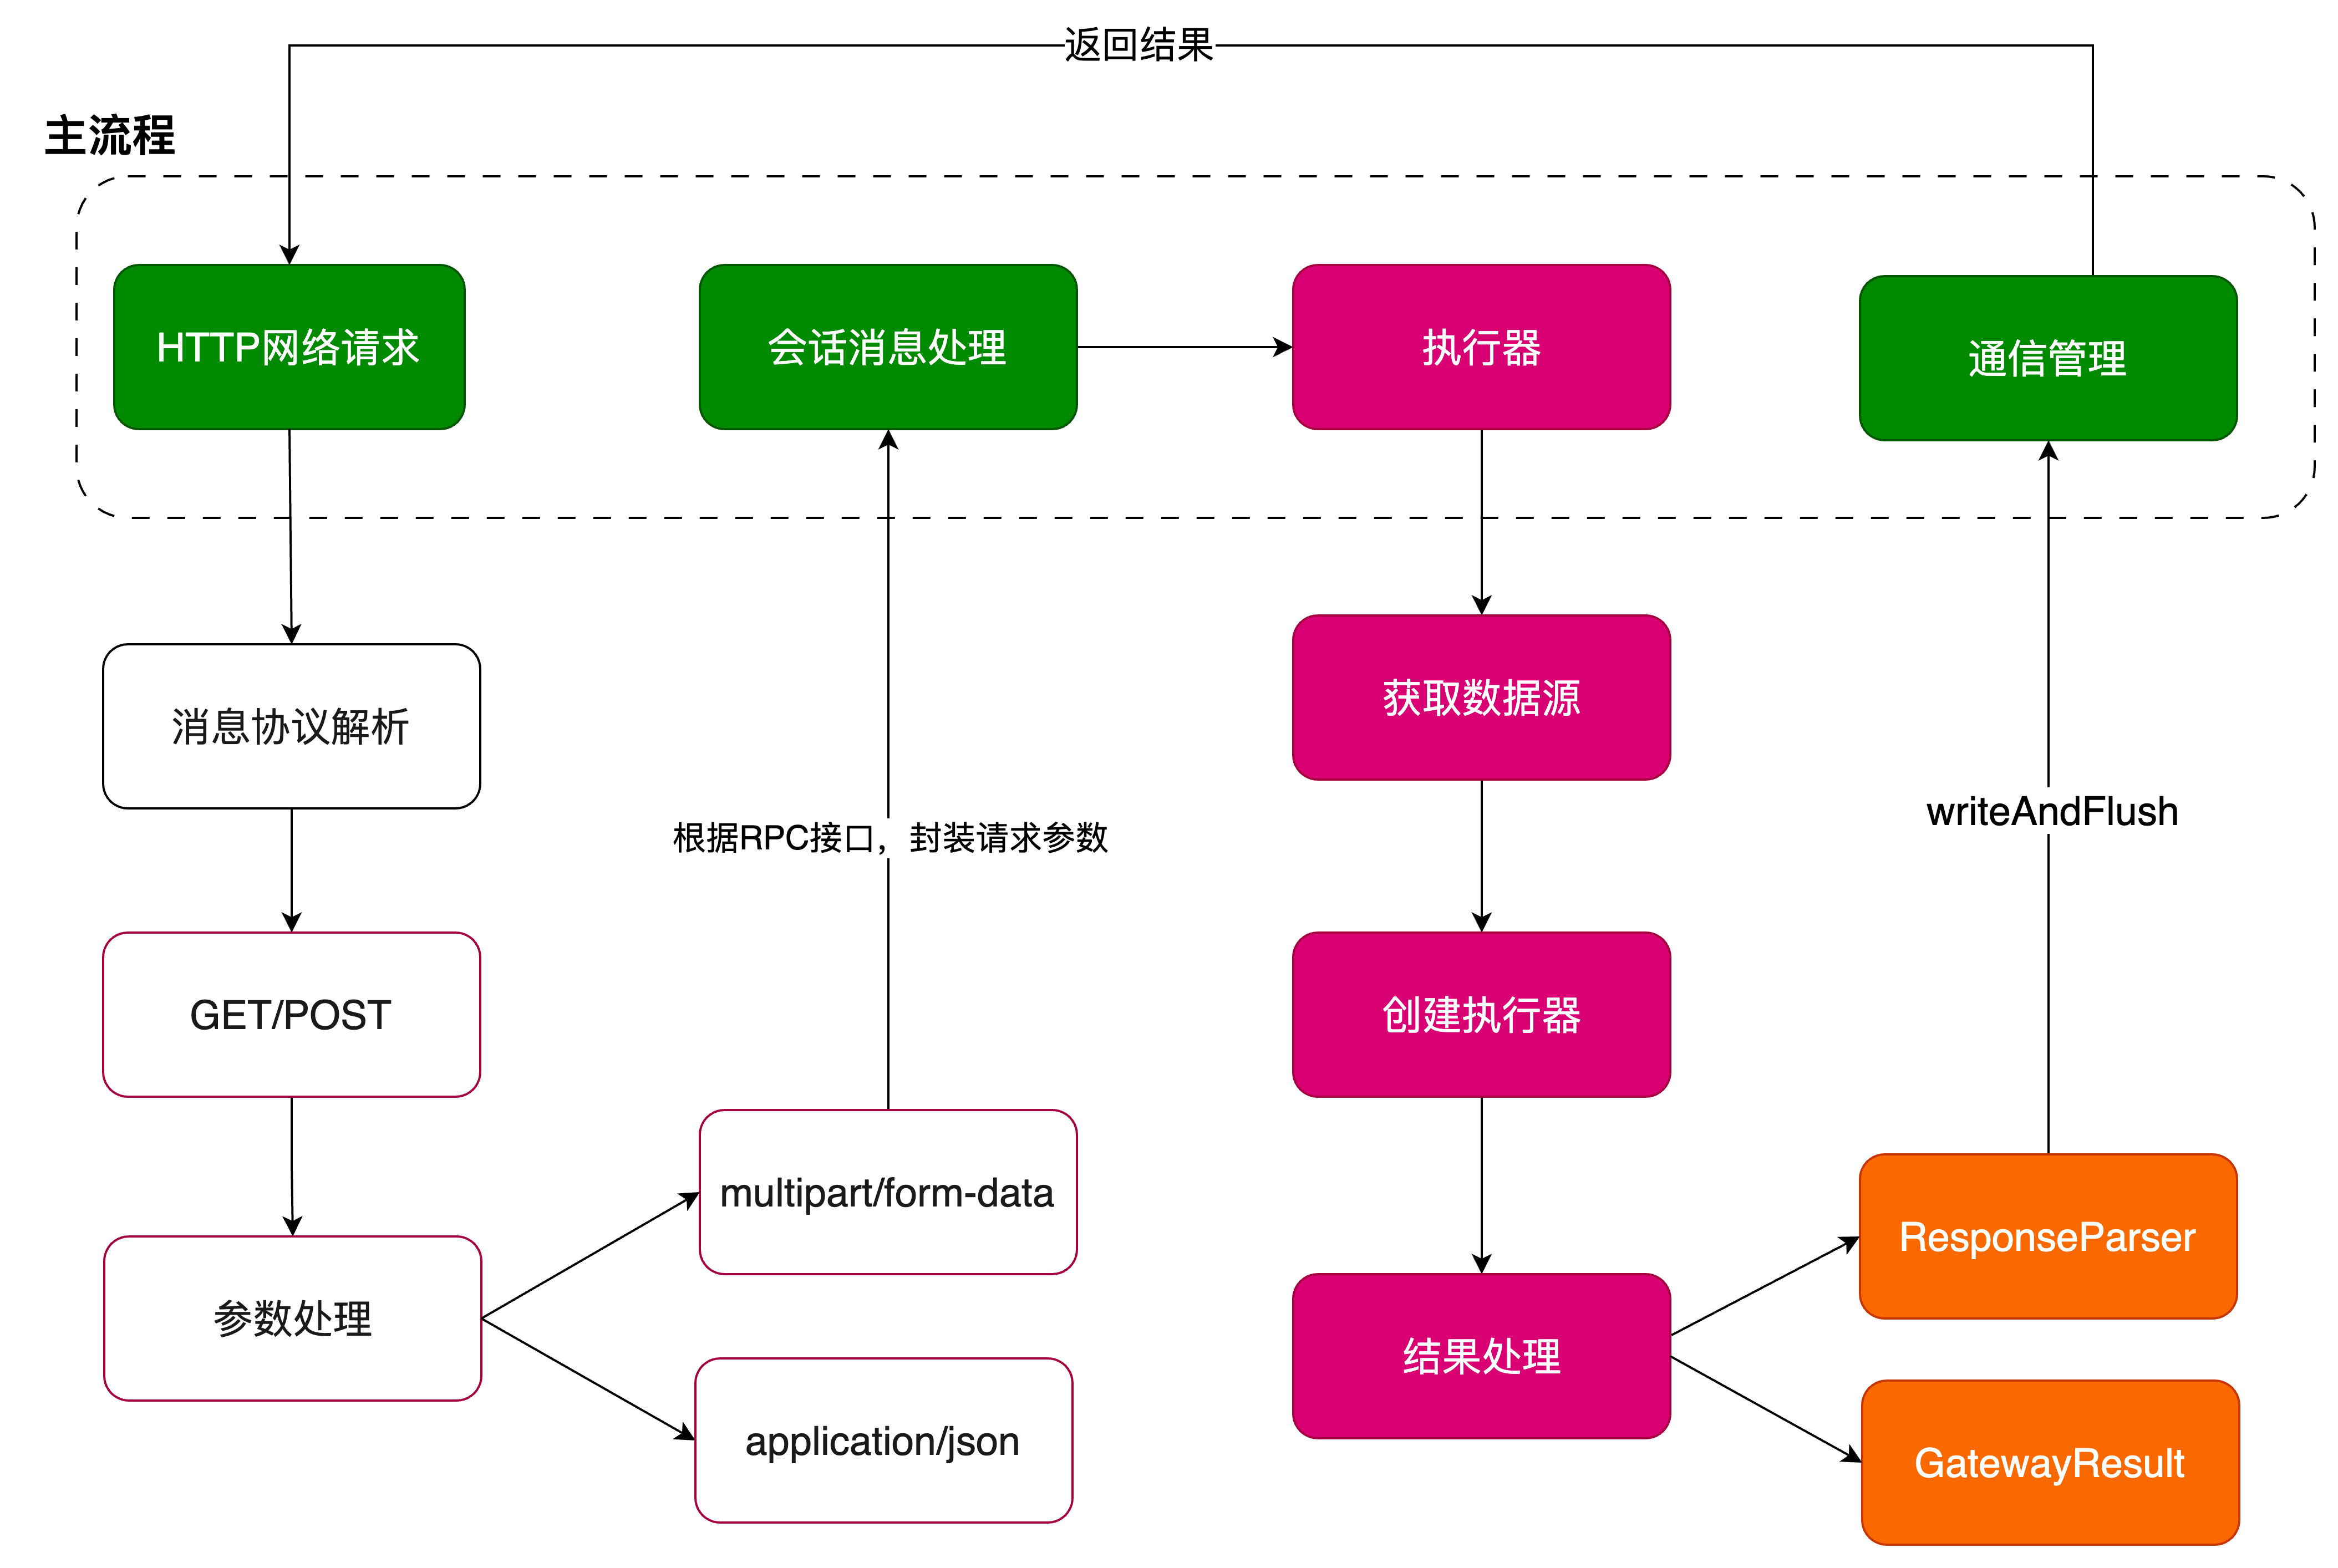 返回结果
主流程
HTTP网络请求
会话消息处理
执行器
通信管理
消息协议解析
获取数据源
根据RPC接口，封装请求参数
writeAndFlush
GET/POST
创建执行器
multipart/form-data
ResponseParser
参数处理
结果处理
application/json
GatewayResult